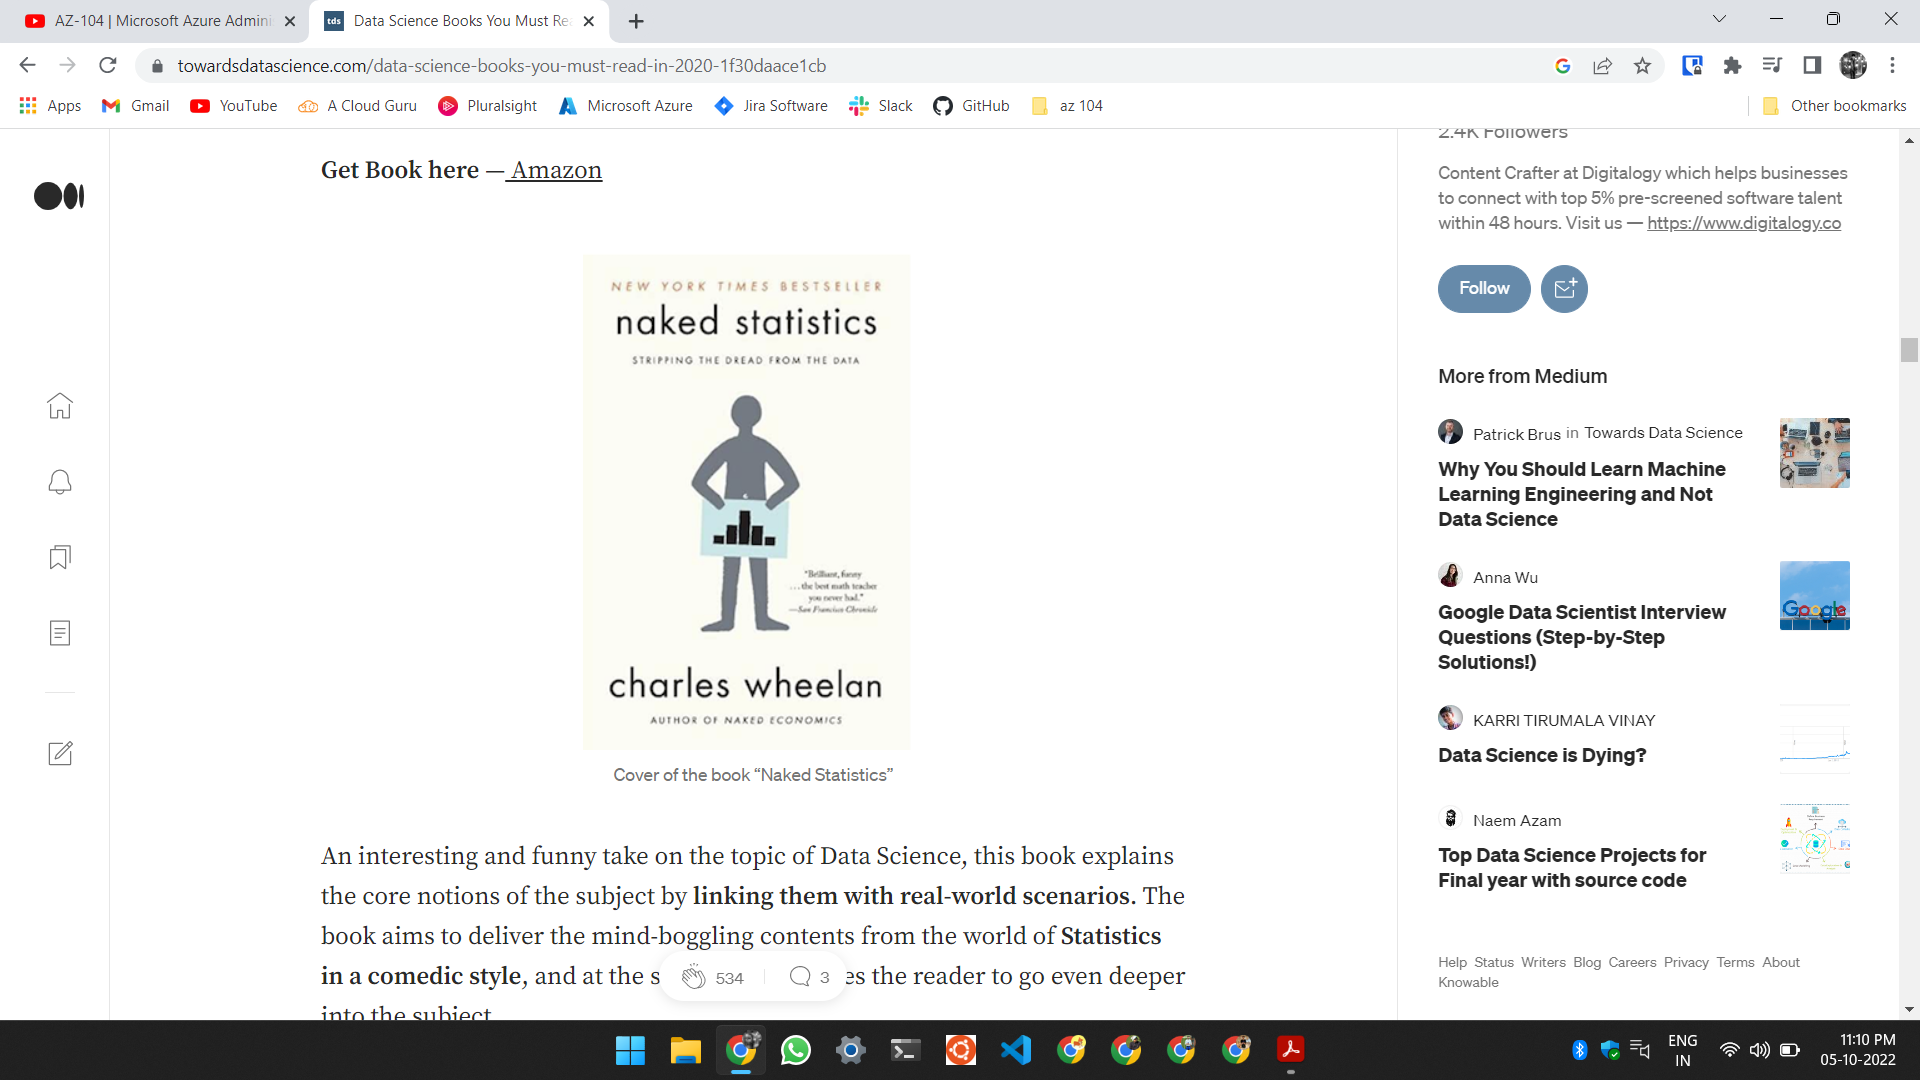 AZ-104 | Microsoft Azure Admini
Data Science Books You Must Re
towardsdatascience.com/data-science-books-you-must-read-in-2020-1f30daace1cb
Apps
Gmail
YouTube
A Cloud Guru
Pluralsight
Microsoft Azure
Jira Software
Slack
GitHub
az 104
Other bookmarks
Get Book here — Amazon
NEW YORK TIMES BESTSELLER
naked statistics
STRIPPING THE DREAD FROM THE DATA
"Brilliant, funny
...the best math teacher
you never had."
—San Francisco Chronicle
charles wheelan
AUTHOR OF NAKED ECONOMICS
Cover of the book “Naked Statistics”
An interesting and funny take on the topic of Data Science, this book explains
the core notions of the subject by linking them with real-world scenarios. The
book aims to deliver the mind-boggling contents from the world of Statistics
in a comedic style, and at the s 534 3 es the reader to go even deeper
into the subject
2.4K Followers
Content Crafter at Digitalogy which helps businesses
to connect with top 5% pre-screened software talent
within 48 hours. Visit us — https://www.digitalogy.co
Follow
More from Medium
Patrick Brus in Towards Data Science
Why You Should Learn Machine
Learning Engineering and Not
Data Science
Anna Wu
Google Data Scientist Interview
Questions (Step-by-Step
Solutions!)
Google
KARRI TIRUMALA VINAY
Data Science is Dying?
Naem Azam
Top Data Science Projects for
Final year with source code
Help Status Writers Blog Careers Privacy Terms About
Knowable
ENG
IN
11:10 PM
05-10-2022